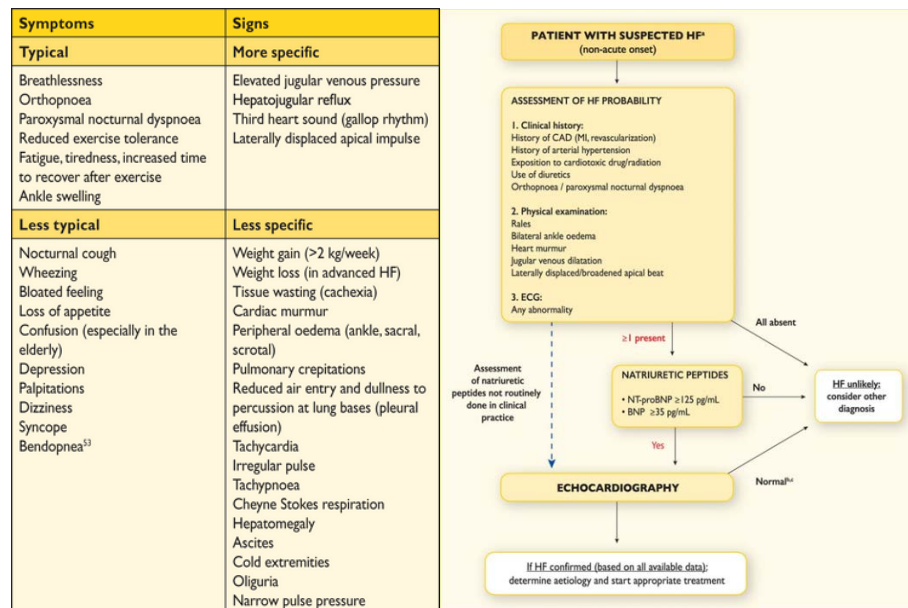 Symptoms
Signs
Typical
More specific
Breathlessness
Orthopnoea
Paroxysmal nocturnal dyspnoea
Reduced exercise tolerance
Fatigue, tiredness, increased time
to recover after exercise
Ankle swelling
Elevated jugular venous pressure
Hepatojugular reflux
Third heart sound (gallop rhythm)
Laterally displaced apical impulse
Less typical
Less specific
Nocturnal cough
Wheezing
Bloated feeling
Loss of appetite
Confusion (especially in the
elderly)
Depression
Palpitations
Dizziness
Syncope
Bendopnea53
Weight gain (>2 kg/week)
Weight loss (in advanced HF)
Tissue wasting (cachexia)
Cardiac murmur
Peripheral oedema (ankle, sacral,
scrotal)
Pulmonary crepitations
Reduced air entry and dullness to
percussion at lung bases (pleural
effusion)
Tachycardia
Irregular pulse
Tachypnoea
Cheyne Stokes respiration
Hepatomegaly
Ascites
Cold extremities
Oliguria
Narrow pulse pressure
PATIENT WITH SUSPECTED HFa
(non-acute onset)
ASSESSMENT OF HF PROBABILITY
1. Clinical history:
History of CAD (MI, revascularization)
History of arterial hypertension
Exposition to cardiotoxic drug/radiation
Use of diuretics
Orthopnoea / paroxysmal nocturnal dyspnoea
2. Physical examination:
Rales
Bilateral ankle oedema
Heart murmur
Jugular venous dilatation
Laterally displaced/broadened apical beat
3. ECG:
Any abnormality
All absent
≥1 present
Assessment
of natriuretic
peptides not routinely
done in clinical
practice
NATRIURETIC PEPTIDES
• NT-proBNP ≥125 pg/mL
• BNP ≥35 pg/mL
No
HF unlikely:
consider other
diagnosis
Yes
Normal
ECHOCARDIOGRAPHY
If HF confirmed (based on all available data):
determine aetiology and start appropriate treatment